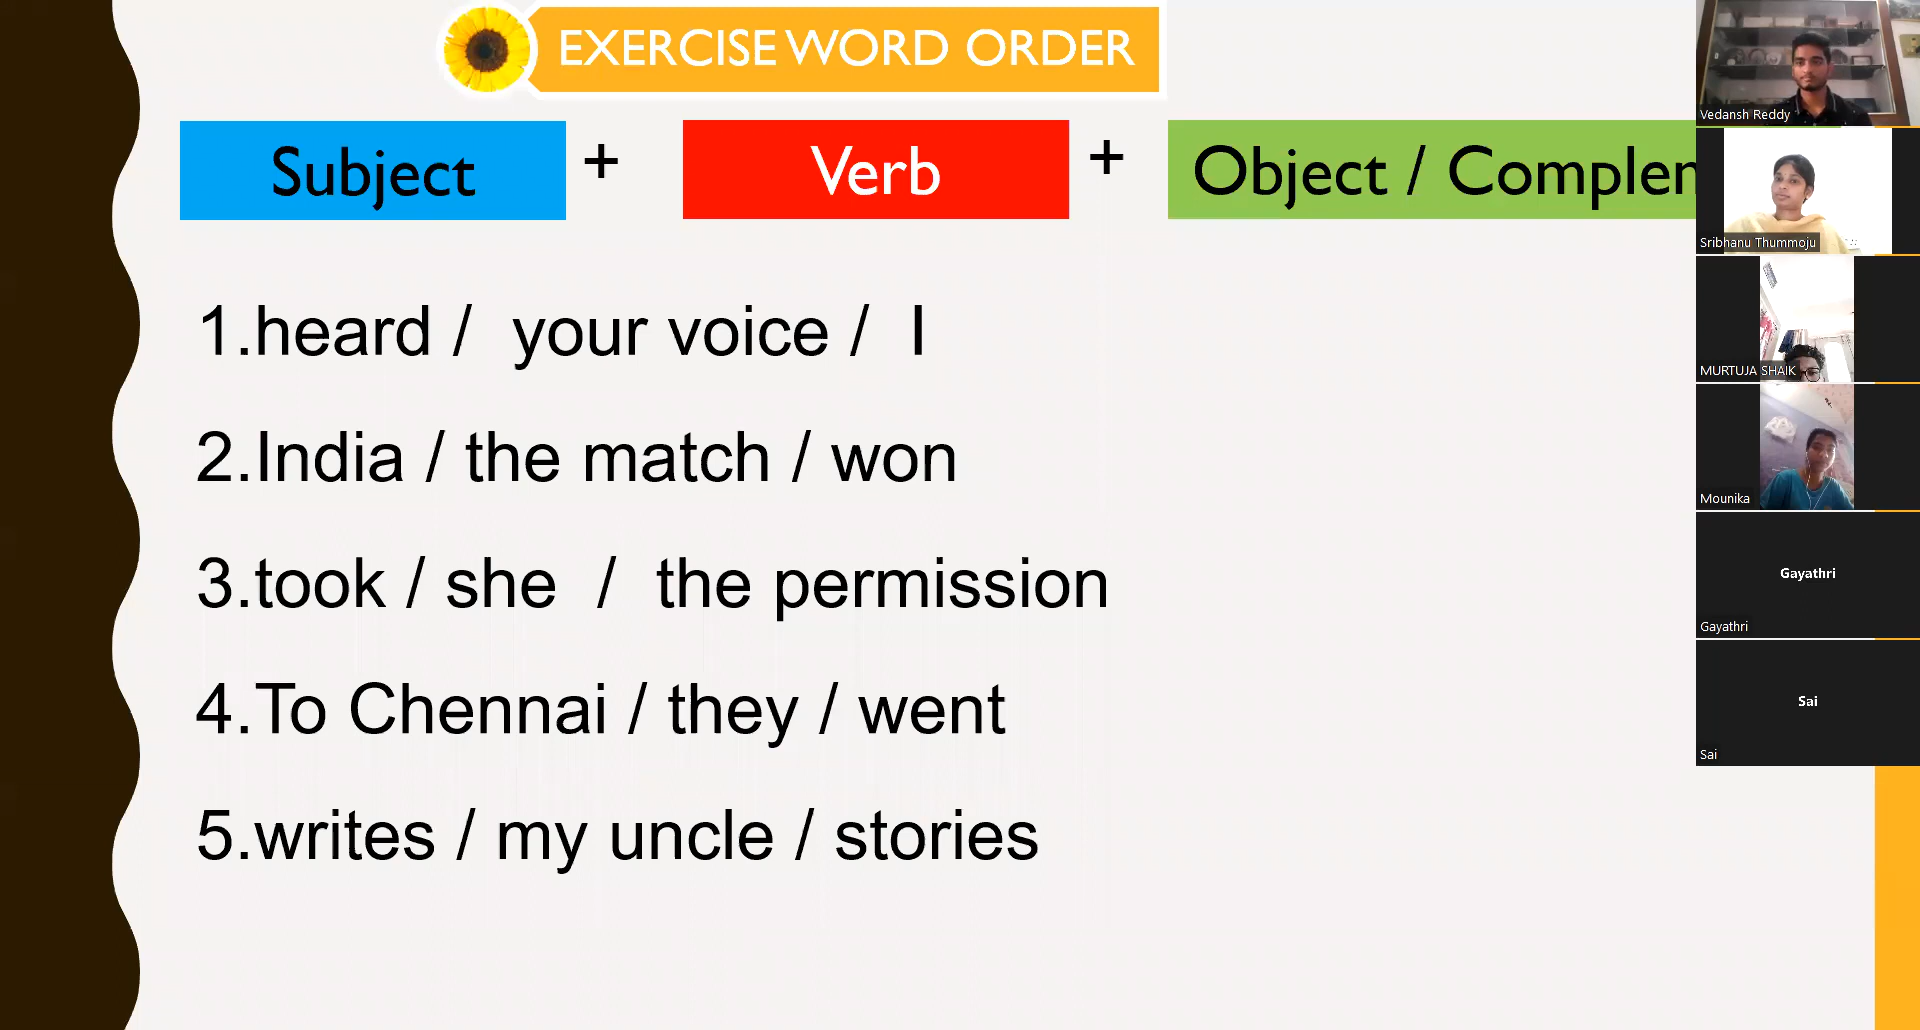 EXERCISE WORD ORDER
Subject + Verb + Object / Complen
1.heard / your voice / I
2.India / the match / won
3.took / she / the permission
4.To Chennai / they / went
5.writes / my uncle / stories
Vedansh Reddy
Sribhanu Thummoju
MURTUJA SHAIK
Mounika
Gayathri
Gayathri
Sai
Sai